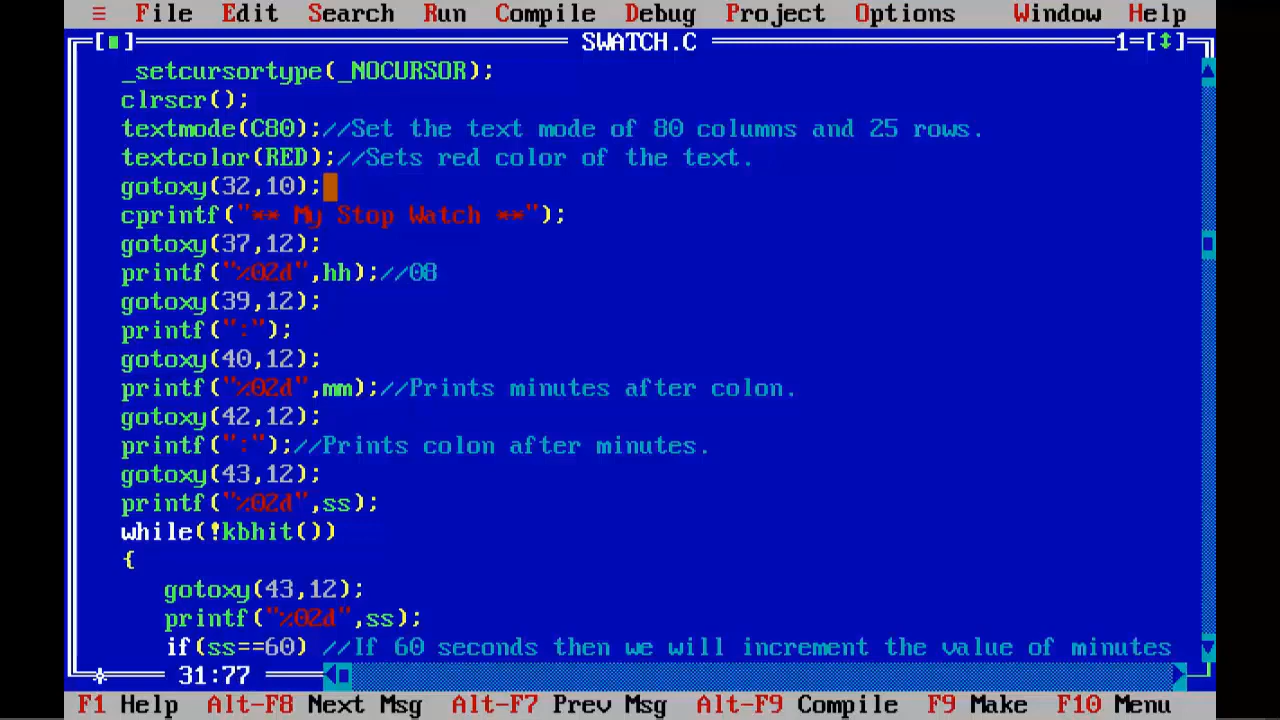 ≡ File Edit Search Run Compile Debug Project Options Window Help
[■] SWATCH.C 1=[↕]
_setcursortype(_NOCURSOR);
clrscr();
textmode(C80);//Set the text mode of 80 columns and 25 rows.
textcolor(RED);//Sets red color of the text.
gotoxy(32,10);
cprintf("** My Stop Watch **");
gotoxy(37,12);
printf("%02d",hh);//08
gotoxy(39,12);
printf(":");
gotoxy(40,12);
printf("%02d",mm);//Prints minutes after colon.
gotoxy(42,12);
printf(":");//Prints colon after minutes.
gotoxy(43,12);
printf("%02d",ss);
while(!kbhit())
{
gotoxy(43,12);
printf("%02d",ss);
if(ss==60) //If 60 seconds then we will increment the value of minutes
31:77
F1 Help Alt-F8 Next Msg Alt-F7 Prev Msg Alt-F9 Compile F9 Make F10 Menu